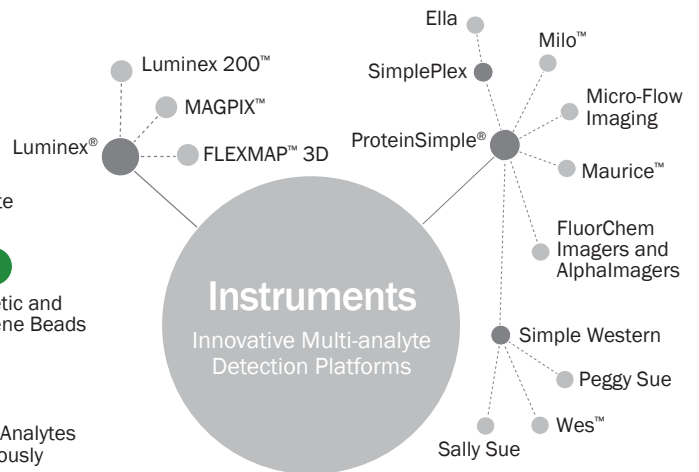 Ella
Milo™
SimplePlex
Luminex 200™
MAGPIX™
Micro-Flow
Imaging
Luminex®
FLEXMAP™ 3D
ProteinSimple®
Maurice™
te
FluorChem
Imagers and
AlphaImagers
etic and
ene Beads
Instruments
Innovative Multi-analyte
Detection Platforms
Simple Western
Peggy Sue
Wes™
Sally Sue
Analytes
ously